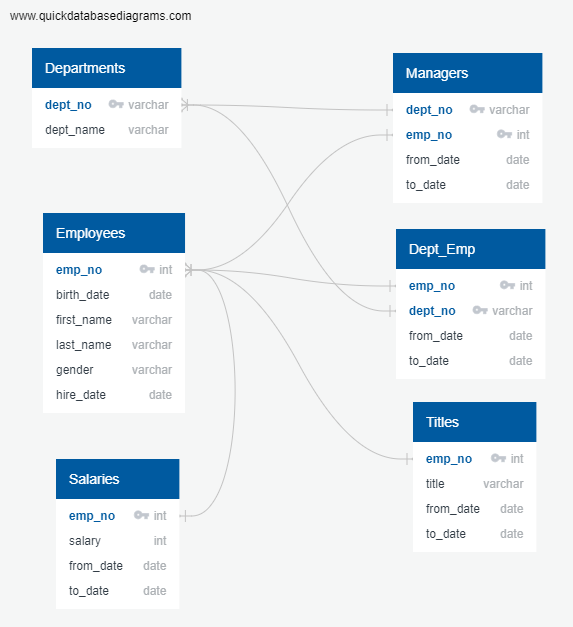 www.quickdatabasediagrams.com
Departments
dept_no varchar
dept_name varchar
Managers
dept_no varchar
emp_no int
from_date date
to_date date
Employees
emp_no int
birth_date date
first_name varchar
last_name varchar
gender varchar
hire_date date
Dept_Emp
emp_no int
dept_no varchar
from_date date
to_date date
Titles
emp_no int
title varchar
from_date date
to_date date
Salaries
emp_no int
salary int
from_date date
to_date date